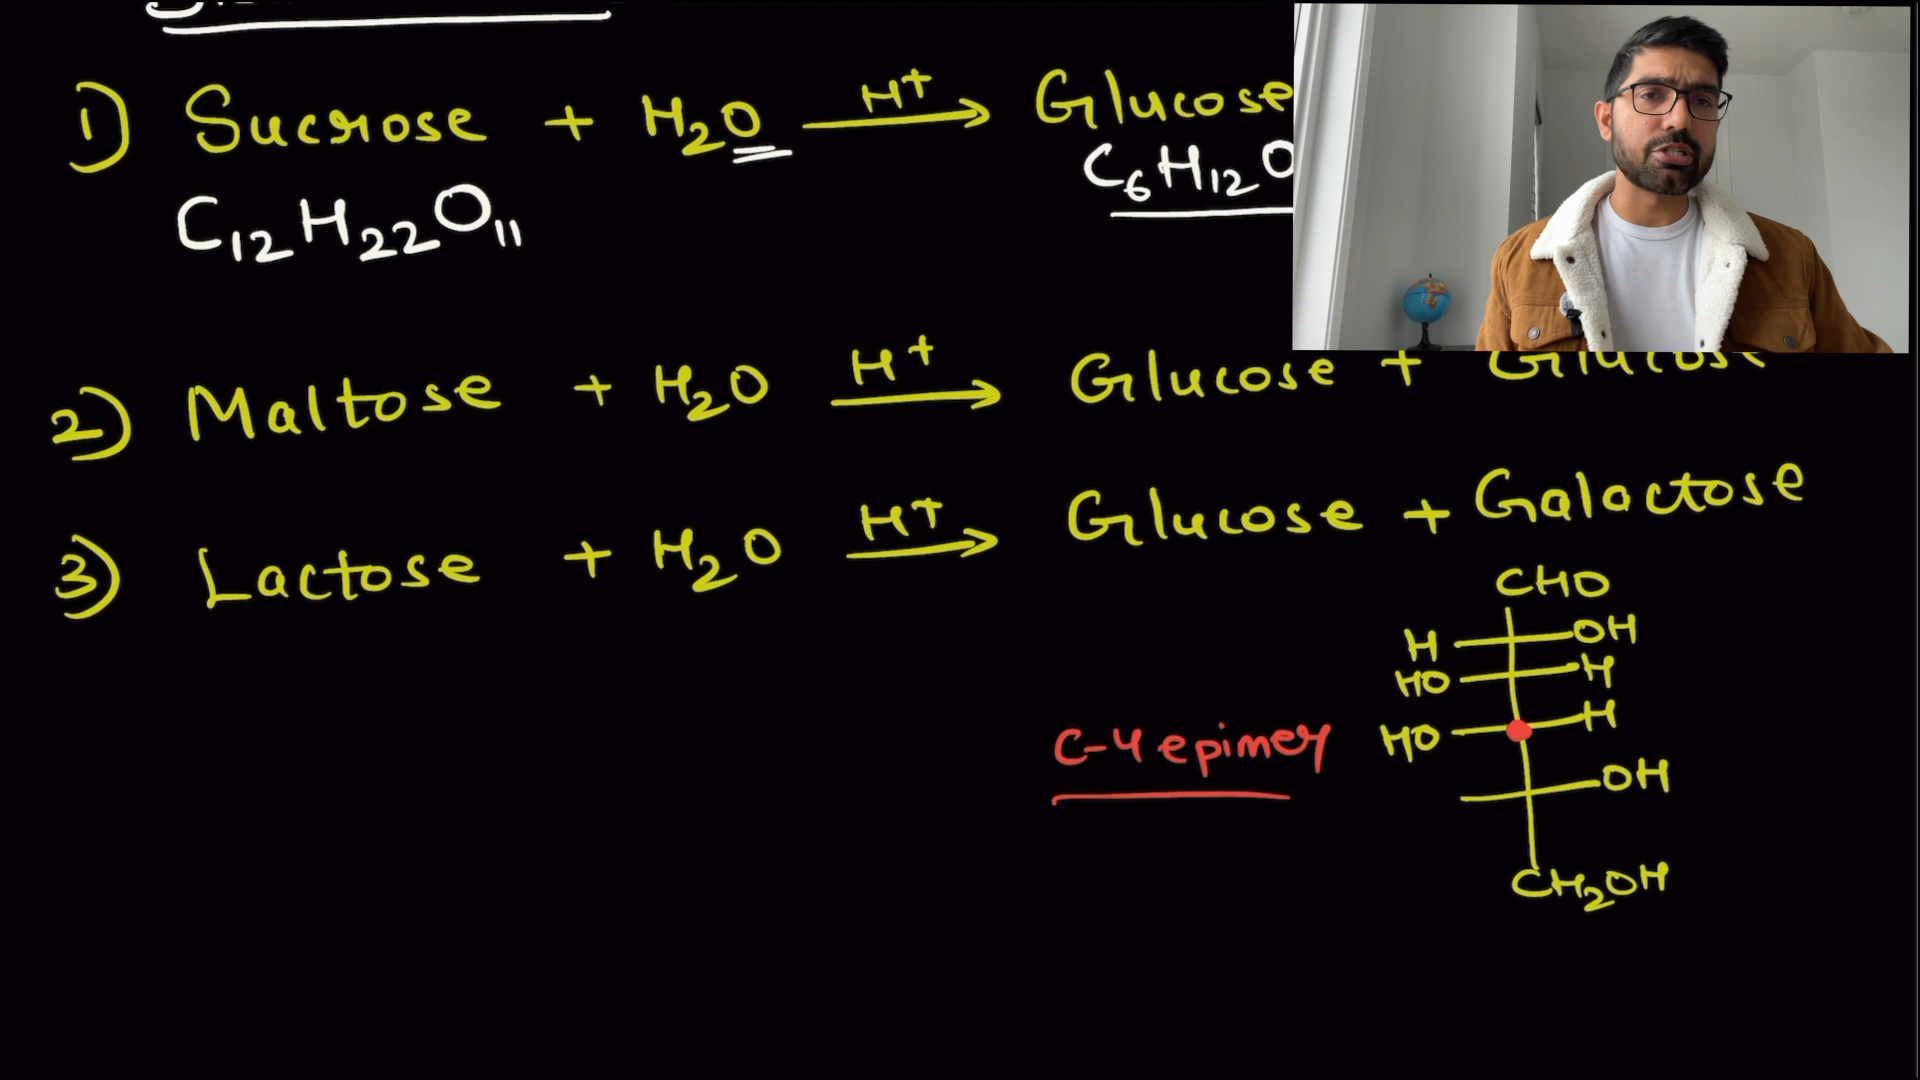 1) Sucrose + H2O H+ → Glucose
C12H22O11 C6H12O
2) Maltose + H2O H+ → Glucose + Glucose
3) Lactose + H2O H+ → Glucose + Galactose
CHO
H OH
HO H
C-4 epimer HO H
OH
CH2OH